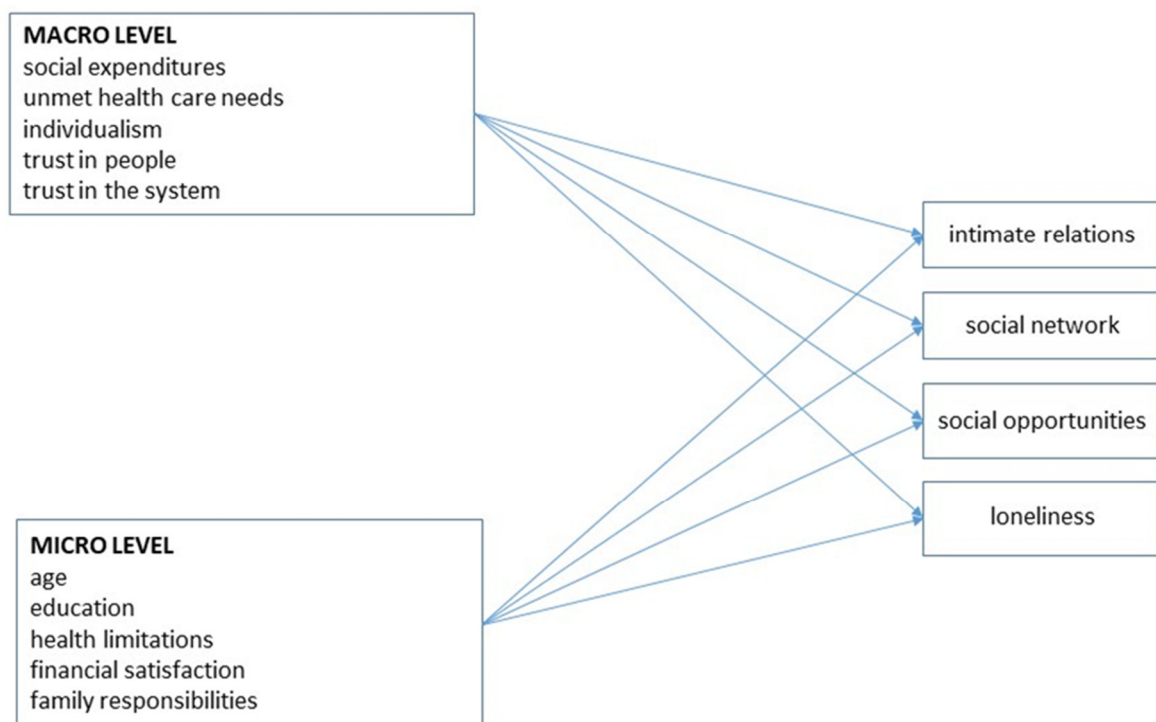 MACRO LEVEL
social expenditures
unmet health care needs
individualism
trust in people
trust in the system
intimate relations
social network
social opportunities
loneliness
MICRO LEVEL
age
education
health limitations
financial satisfaction
family responsibilities